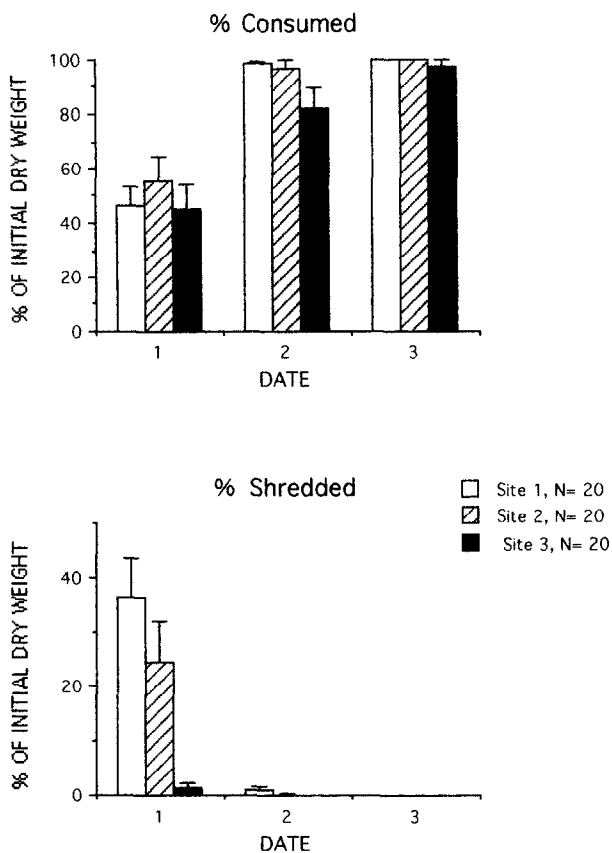 % Consumed
% OF INITIAL DRY WEIGHT
100
80
60
40
20
0
1 2 3
DATE
% Shredded
% OF INITIAL DRY WEIGHT
40
20
0
1 2 3
DATE
Site 1, N= 20
Site 2, N= 20
Site 3, N= 20